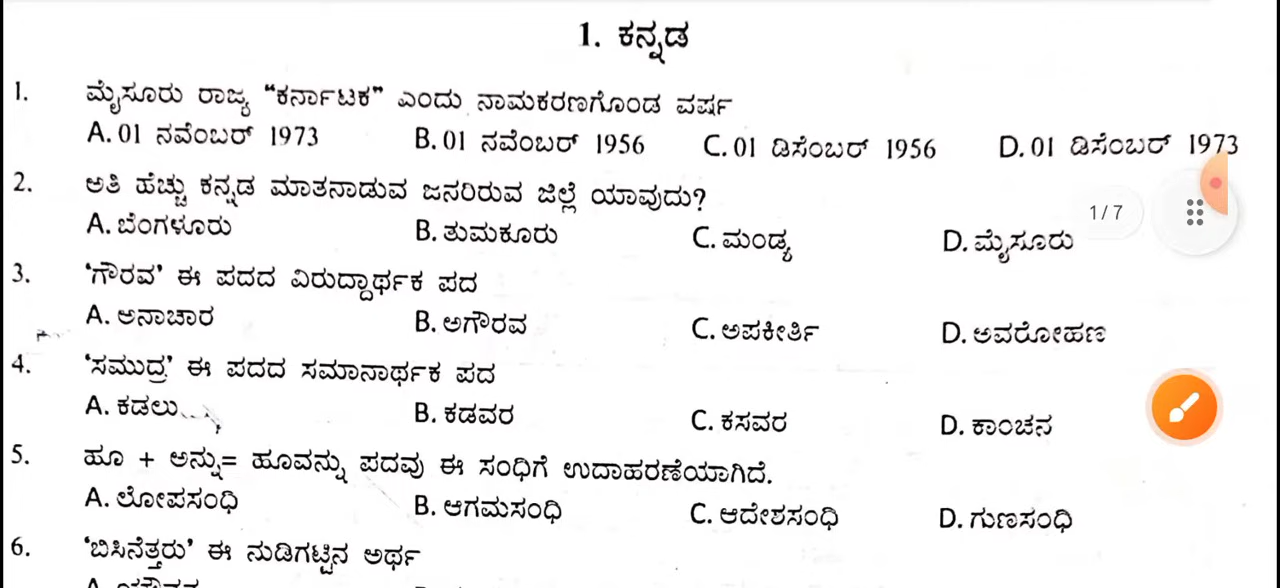 1. ಕನ್ನಡ
1. ಮೈಸೂರು ರಾಜ್ಯ “ಕರ್ನಾಟಕ” ಎಂದು ನಾಮಕರಣಗೊಂಡ ವರ್ಷ
A. 01 ನವೆಂಬರ್ 1973 B. 01 ನವೆಂಬರ್ 1956 C. 01 ಡಿಸೆಂಬರ್ 1956 D. 01 ಡಿಸೆಂಬರ್ 1973
2. ಅತಿ ಹೆಚ್ಚು ಕನ್ನಡ ಮಾತನಾಡುವ ಜನರಿರುವ ಜಿಲ್ಲೆ ಯಾವುದು?
1 / 7
A. ಬೆಂಗಳೂರು B. ತುಮಕೂರು C. ಮಂಡ್ಯ D. ಮೈಸೂರು
3. ‘ಗೌರವ’ ಈ ಪದದ ವಿರುದ್ದಾರ್ಥಕ ಪದ
A. ಅನಾಚಾರ B. ಅಗೌರವ C. ಅಪಕೀರ್ತಿ D. ಅವರೋಹಣ
4. ‘ಸಮುದ್ರ’ ಈ ಪದದ ಸಮಾನಾರ್ಥಕ ಪದ
A. ಕಡಲು B. ಕಡವರ C. ಕಸವರ D. ಕಾಂಚನ
5. ಹೂ + ಅನ್ನು= ಹೂವನ್ನು ಪದವು ಈ ಸಂಧಿಗೆ ಉದಾಹರಣೆಯಾಗಿದೆ.
A. ಲೋಪಸಂಧಿ B. ಆಗಮಸಂಧಿ C. ಆದೇಶಸಂಧಿ D. ಗುಣಸಂಧಿ
6. ‘ಬಿಸಿನೆತ್ತರು’ ಈ ನುಡಿಗಟ್ಟಿನ ಅರ್ಥ